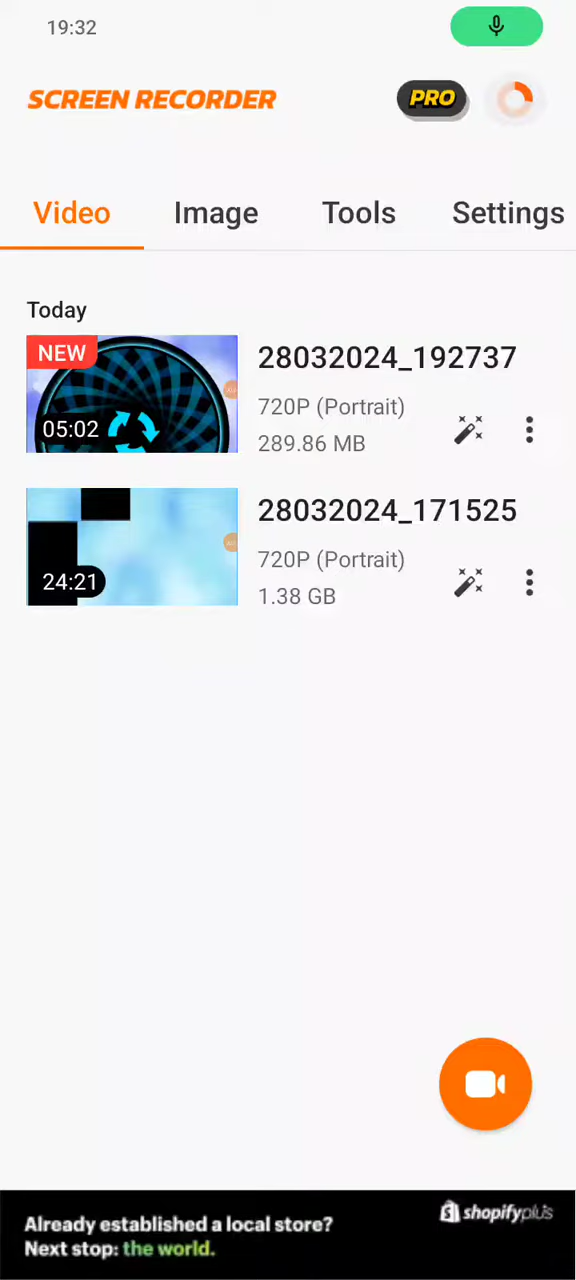 19:32
SCREEN RECORDER
PRO
Video Image Tools Settings
Today
NEW
05:02
28032024_192737
720P (Portrait)
289.86 MB
24:21
28032024_171525
720P (Portrait)
1.38 GB
Already established a local store?
Next stop: the world.
shopifyplus